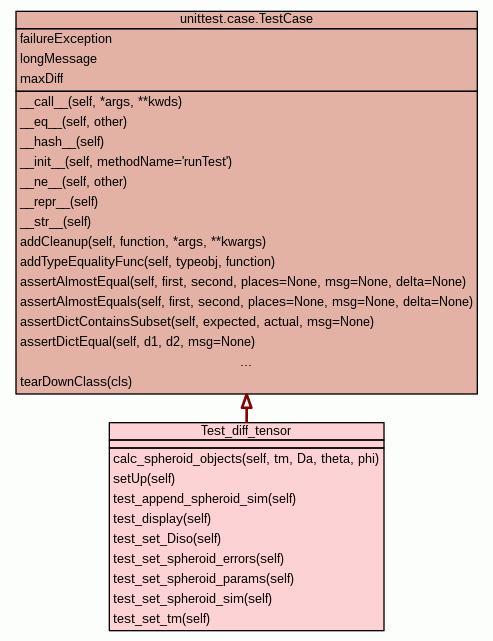 unittest.case.TestCase
failureException
longMessage
maxDiff
__call__(self, *args, **kwds)
__eq__(self, other)
__hash__(self)
__init__(self, methodName='runTest')
__ne__(self, other)
__repr__(self)
__str__(self)
addCleanup(self, function, *args, **kwargs)
addTypeEqualityFunc(self, typeobj, function)
assertAlmostEqual(self, first, second, places=None, msg=None, delta=None)
assertAlmostEquals(self, first, second, places=None, msg=None, delta=None)
assertDictContainsSubset(self, expected, actual, msg=None)
assertDictEqual(self, d1, d2, msg=None)
...
tearDownClass(cls)
Test_diff_tensor
calc_spheroid_objects(self, tm, Da, theta, phi)
setUp(self)
test_append_spheroid_sim(self)
test_display(self)
test_set_Diso(self)
test_set_spheroid_errors(self)
test_set_spheroid_params(self)
test_set_spheroid_sim(self)
test_set_tm(self)